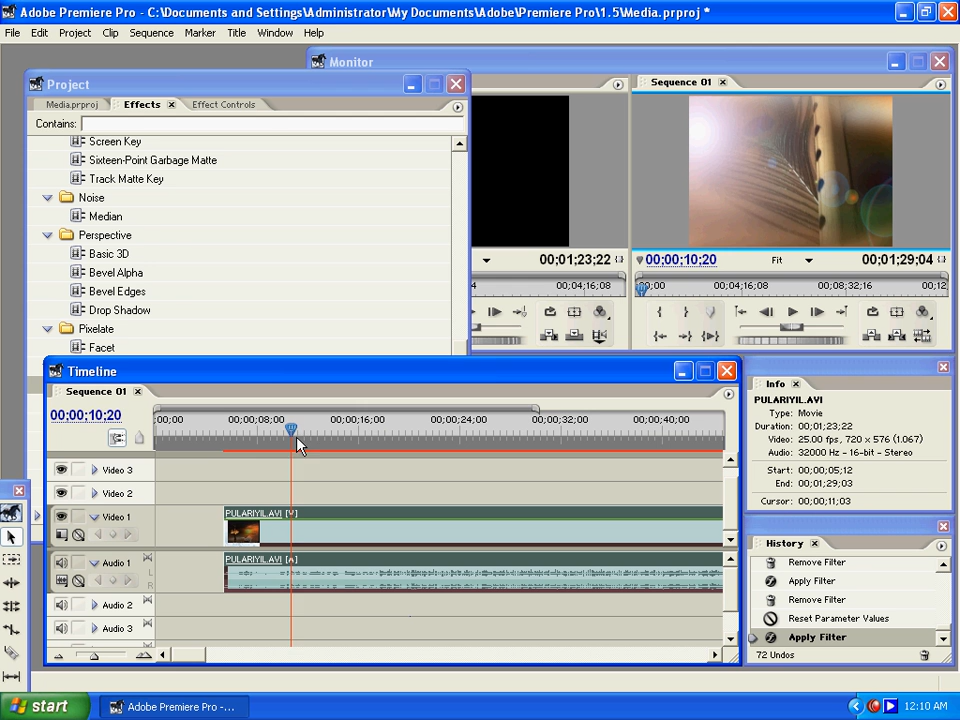 Adobe Premiere Pro - C:\Documents and Settings\Administrator\My Documents\Adobe\Premiere Pro\1.5\Media.prproj *
File Edit Project Clip Sequence Marker Title Window Help
Monitor
Project
Media.prproj Effects Effect Controls
Contains:
Screen Key
Sixteen-Point Garbage Matte
Track Matte Key
Noise
Median
Perspective
Basic 3D
Bevel Alpha
Bevel Edges
Drop Shadow
Pixelate
Facet
Sequence 01
00;01;23;22
00;00;10;20 Fit 00;01;29;04
4 00;04;16;08
00;00 00;04;16;08 00;08;32;16 00;12
Timeline
Sequence 01
00;00;10;20
;00;00 00;00;08;00 00;00;16;00 00;00;24;00 00;00;32;00 00;00;40;00
Video 3
Video 2
Video 1
PULARIYIL.AVI [V]
Audio 1
PULARIYIL.AVI [A]
L
R
Audio 2
Audio 3
Info
PULARIYIL.AVI
Type: Movie
Duration: 00;01;23;22
Video: 25.00 fps, 720 x 576 (1.067)
Audio: 32000 Hz - 16-bit - Stereo
Start: 00;00;05;12
End: 00;01;29;03
Cursor: 00;00;11;03
History
Remove Filter
Apply Filter
Remove Filter
Reset Parameter Values
Apply Filter
72 Undos
start
Adobe Premiere Pro -...
12:10 AM